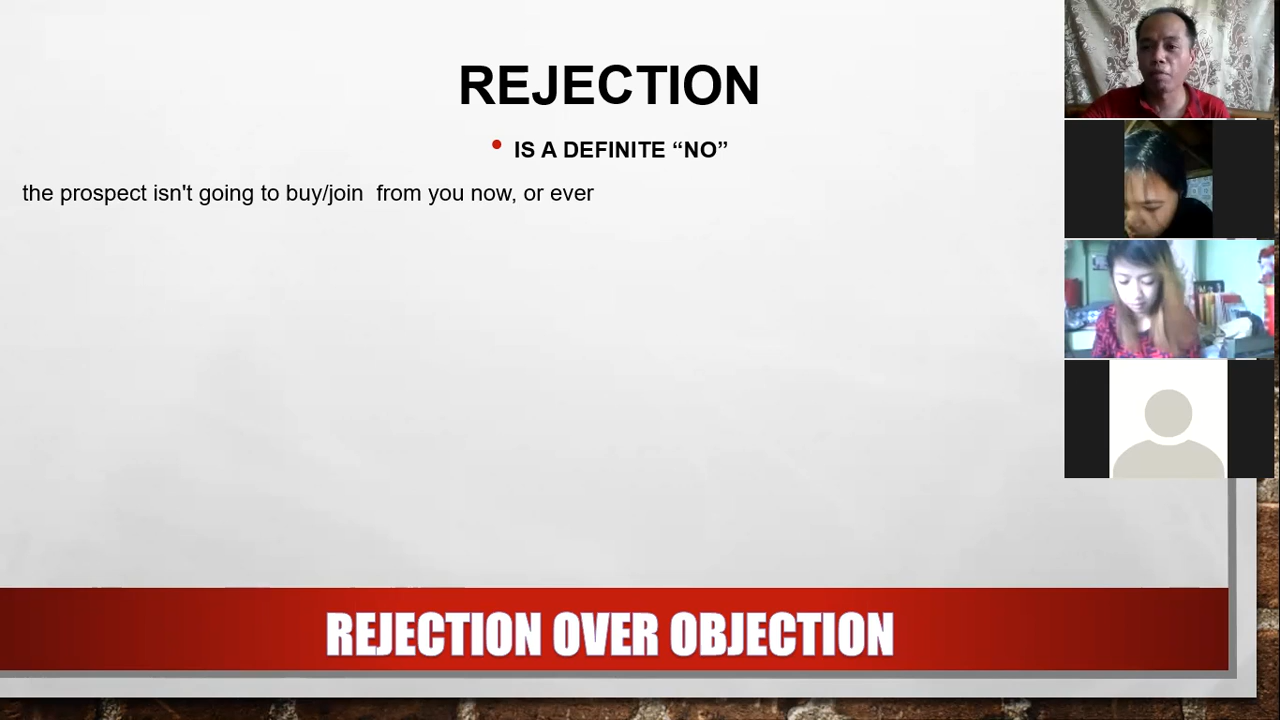 REJECTION
• IS A DEFINITE “NO”
the prospect isn't going to buy/join  from you now, or ever
REJECTION OVER OBJECTION